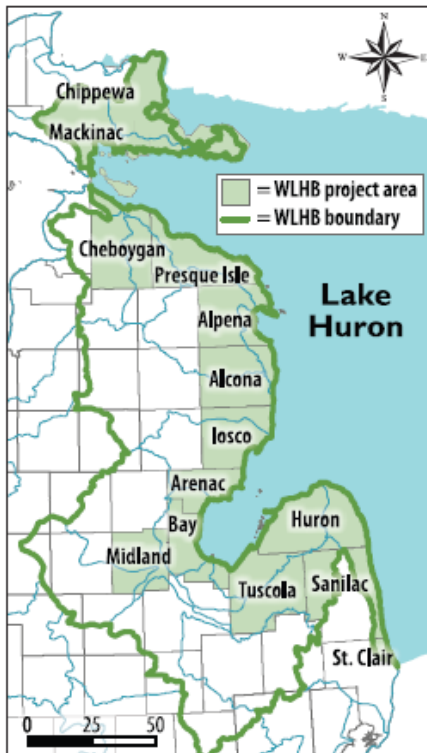 N
W
E
S
Chippewa
Mackinac
= WLHB project area
= WLHB boundary
Cheboygan
Presque Isle
Lake
Huron
Alpena
Alcona
Iosco
Arenac
Bay
Huron
Midland
Tuscola
Sanilac
St. Clair
0 25 50